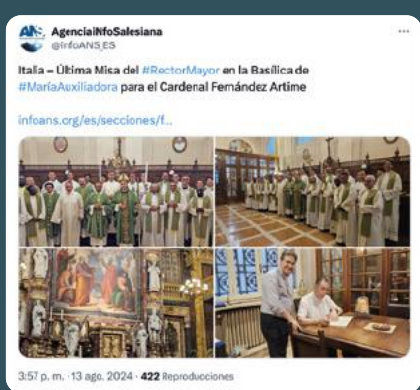 ANS AgenciaiNfoSalesiana
@InfoANS_ES
Italia – Última Misa del #RectorMayor en la Basílica de
#MaríaAuxiliadora para el Cardenal Fernández Artime
infoans.org/es/secciones/f...
3:57 p. m. · 13 ago. 2024 · 422 Reproducciones